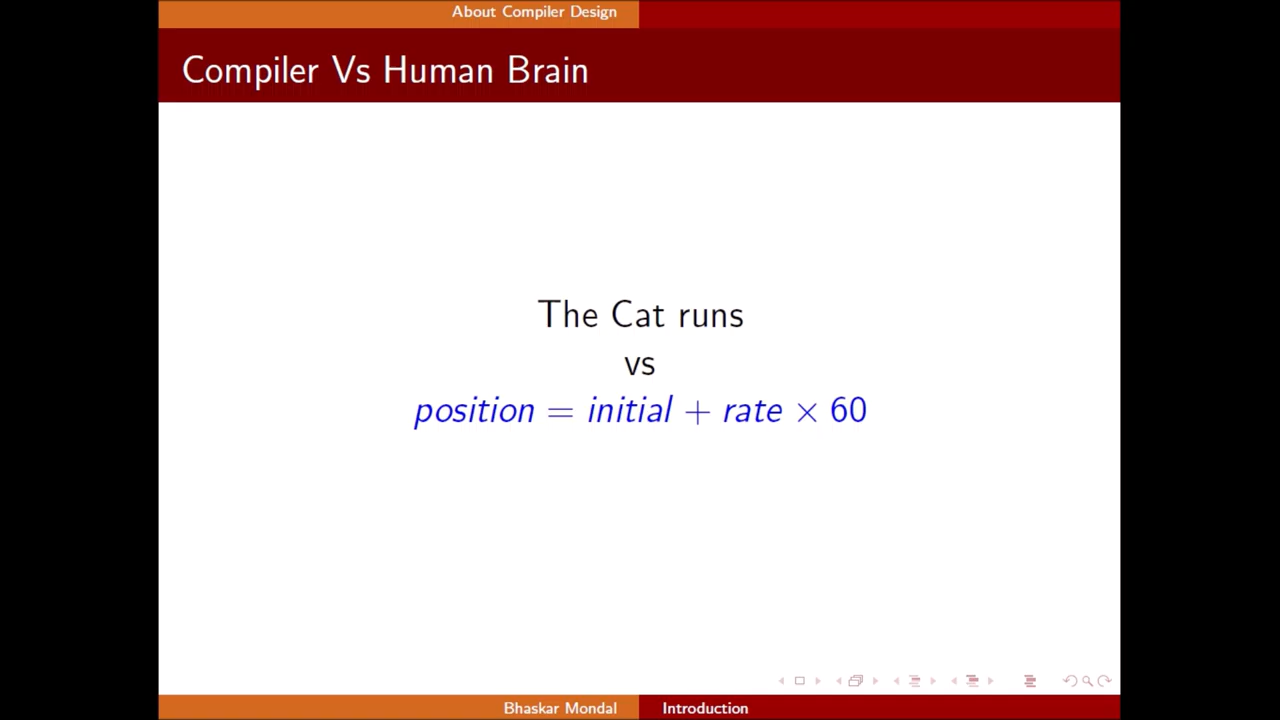 About Compiler Design
Compiler Vs Human Brain
The Cat runs
vs
position = initial + rate × 60
Bhaskar Mondal
Introduction